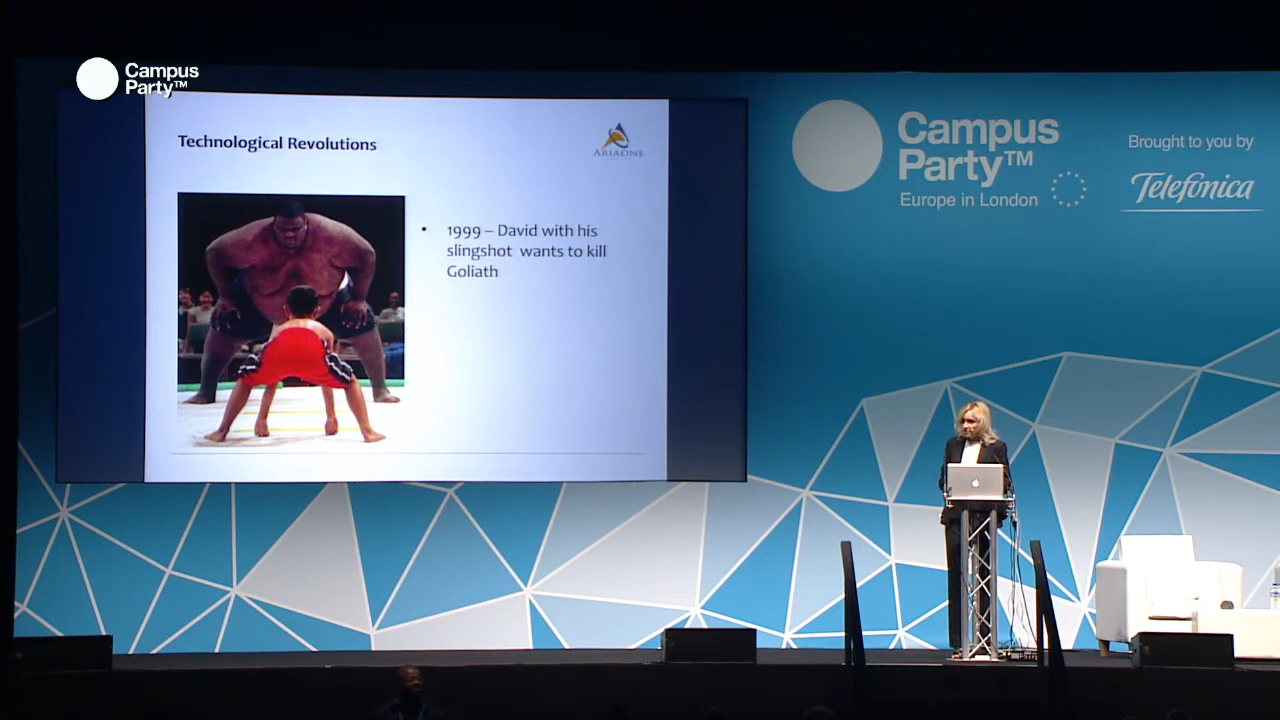 Campus
Party™
Technological Revolutions
ARIADNE
• 1999 – David with his
slingshot wants to kill
Goliath
Campus
Party™
Europe in London
Brought to you by
Telefónica